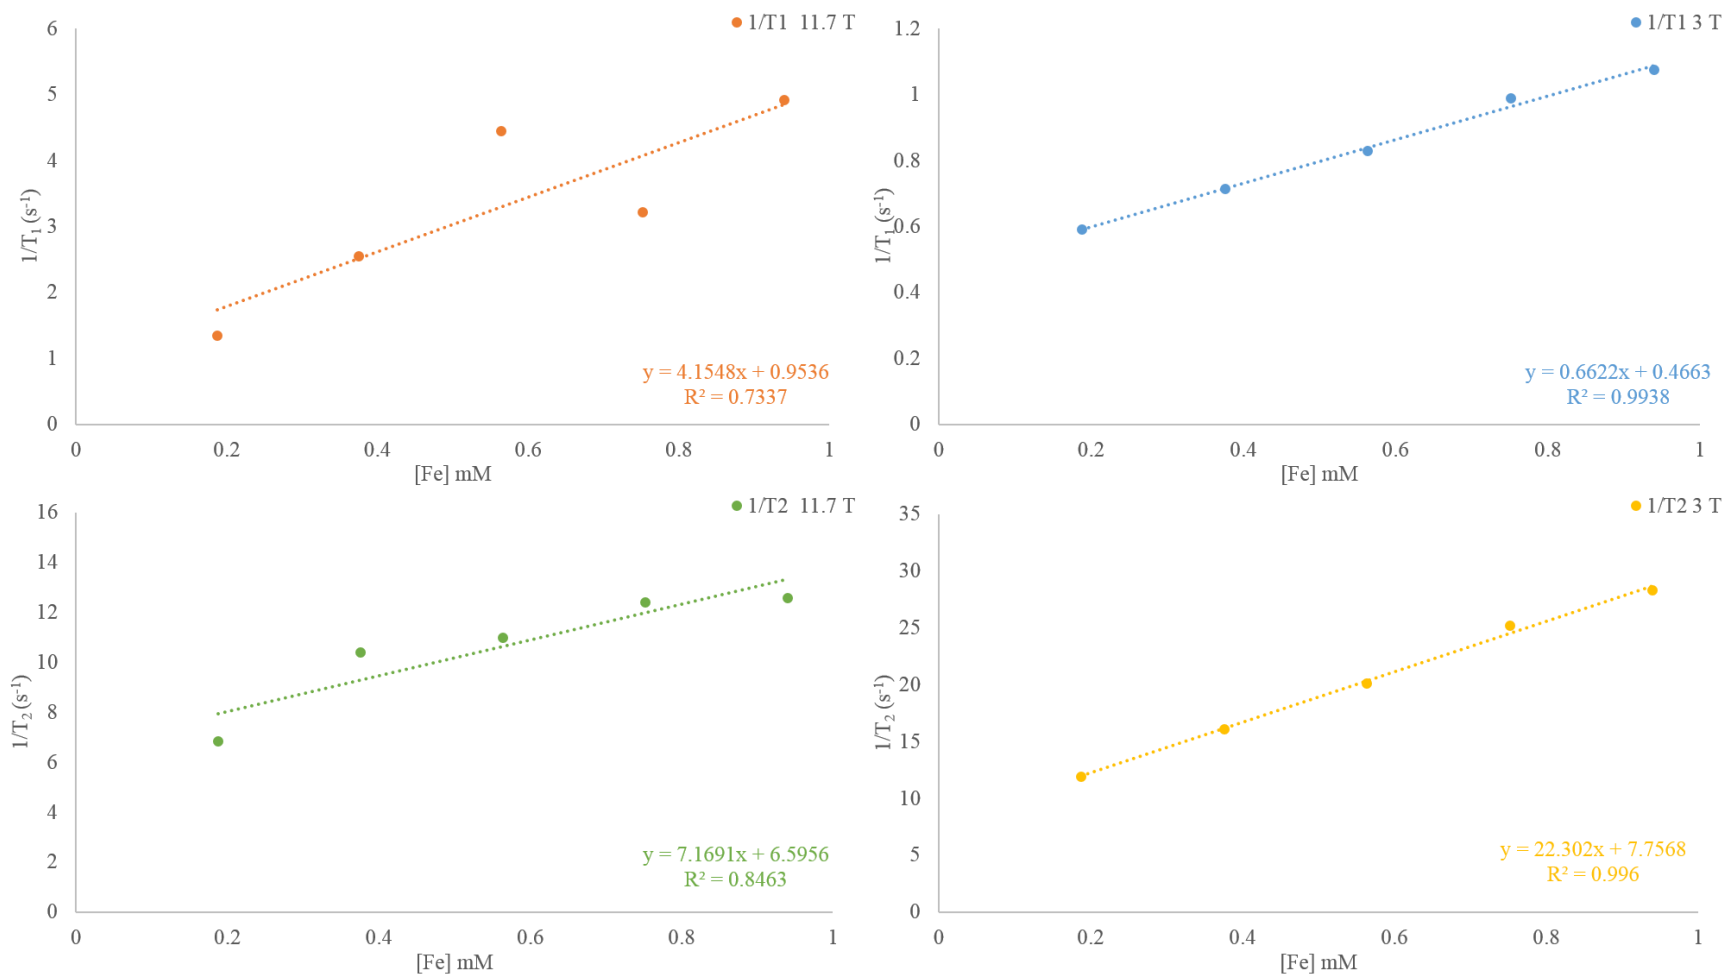 1/T1  11.7 T
6
5
4
3
2
1
0
1/T₁ (s⁻¹)
y = 4.1548x + 0.9536
R² = 0.7337
0 0.2 0.4 0.6 0.8 1
[Fe] mM
1/T1 3 T
1.2
1
0.8
0.6
0.4
0.2
0
1/T₁ (s⁻¹)
y = 0.6622x + 0.4663
R² = 0.9938
0 0.2 0.4 0.6 0.8 1
[Fe] mM
1/T2  11.7 T
16
14
12
10
8
6
4
2
0
1/T₂ (s⁻¹)
y = 7.1691x + 6.5956
R² = 0.8463
0 0.2 0.4 0.6 0.8 1
[Fe] mM
1/T2 3 T
35
30
25
20
15
10
5
0
1/T₂ (s⁻¹)
y = 22.302x + 7.7568
R² = 0.996
0 0.2 0.4 0.6 0.8 1
[Fe] mM